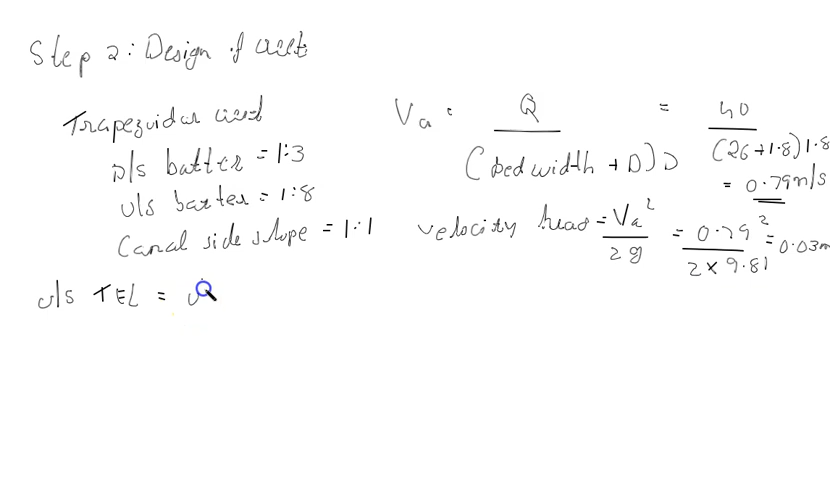 Step 2: Design of crest
Trapezoidal crest
D/s batter = 1:3
U/s batter = 1:8
Canal side slope = 1:1
U/s TEL = U
Va = Q / (bed width + D) D = 40 / (26 + 1.8) 1.8
= 0.79 m/s
velocity head = Va² / 2g = 0.79² / 2 × 9.81 = 0.03m